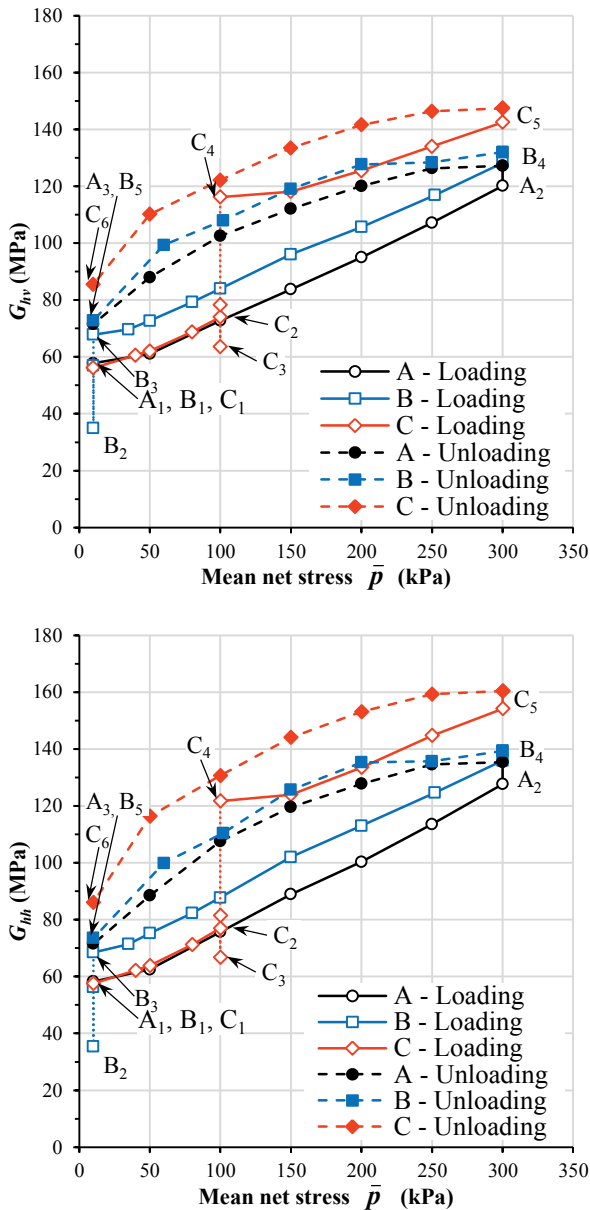 180
160
140
120
100
80
60
40
20
0
G_hv (MPa)
C₅
C₄
B₄
A₃, B₅
A₂
C₆
C₂
C₃
B₃
A₁, B₁, C₁
B₂
A - Loading
B - Loading
C - Loading
A - Unloading
B - Unloading
C - Unloading
0 50 100 150 200 250 300 350
Mean net stress p̄ (kPa)
180
160
140
120
100
80
60
40
20
0
G_hh (MPa)
C₅
C₄
B₄
A₃, B₅
A₂
C₆
C₂
C₃
B₃
A₁, B₁, C₁
B₂
A - Loading
B - Loading
C - Loading
A - Unloading
B - Unloading
C - Unloading
0 50 100 150 200 250 300 350
Mean net stress p̄ (kPa)